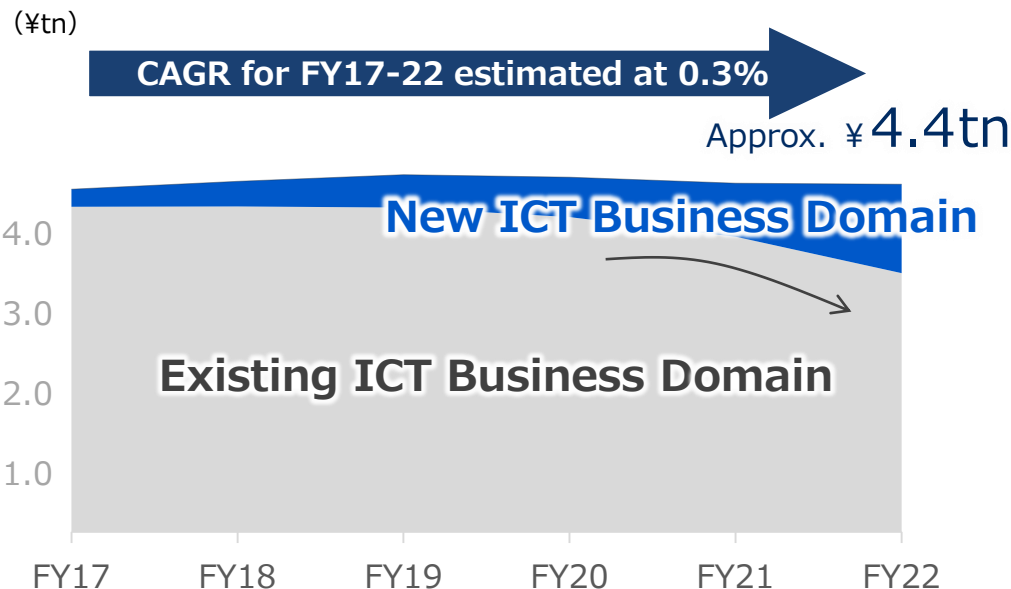 (¥tn)
CAGR for FY17-22 estimated at 0.3%
Approx. ¥4.4tn
New ICT Business Domain
4.0
3.0
Existing ICT Business Domain
2.0
1.0
FY17 FY18 FY19 FY20 FY21 FY22